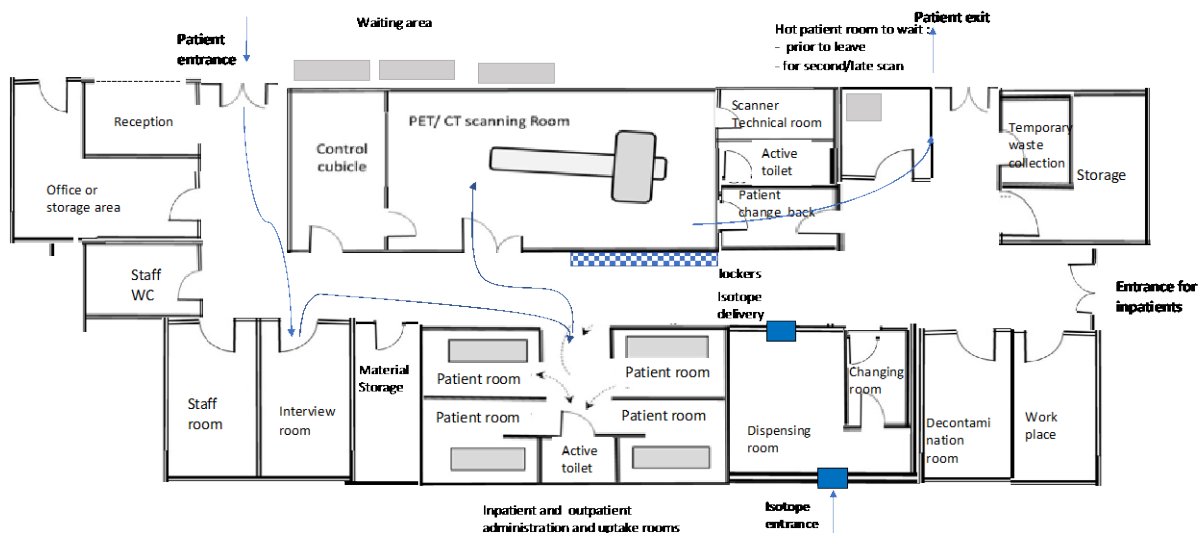 Waiting area
Patient
entrance
Hot patient room to wait :
- prior to leave
- for second/late scan
Patient exit
Reception
PET/ CT scanning Room
Control
cubicle
Scanner
Technical room
Active
toilet
Patient
change back
Temporary
waste
collection
Storage
Office or
storage area
Staff
WC
lockers
Isotope
delivery
Entrance for
inpatients
Material
Storage
Patient room
Patient room
Patient room
Patient room
Changing
room
Staff
room
Interview
room
Active
toilet
Dispensing
room
Decontami
nation
room
Work
place
Inpatient and outpatient
administration and uptake rooms
Isotope
entrance